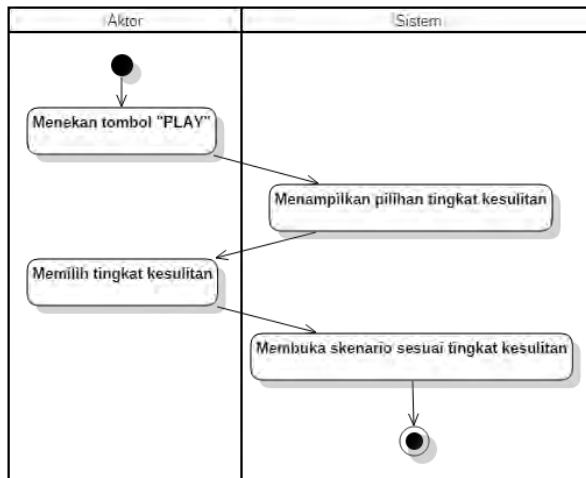 Aktor
Sistem
Menekan tombol "PLAY"
Menampilkan pilihan tingkat kesulitan
Memilih tingkat kesulitan
Membuka skenario sesuai tingkat kesulitan